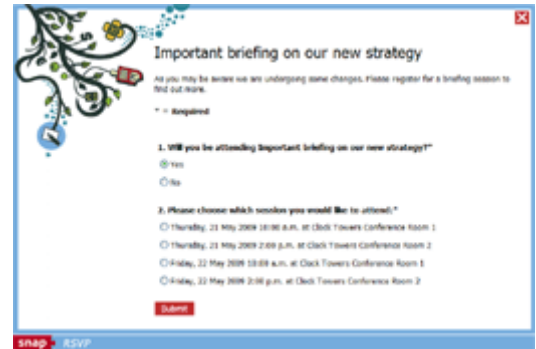 Important briefing on our new strategy
As you may be aware we are undergoing some changes. Please register for a briefing session to
find out more.
* = Required
1. Will you be attending Important briefing on our new strategy?*
Yes
No
2. Please choose which session you would like to attend:*
Thursday, 21 May 2009 10:00 a.m. at Clock Towers Conference Room 1
Thursday, 21 May 2009 2:00 p.m. at Clock Towers Conference Room 2
Friday, 22 May 2009 10:00 a.m. at Clock Towers Conference Room 1
Friday, 22 May 2009 2:00 p.m. at Clock Towers Conference Room 2
Submit
snap RSVP